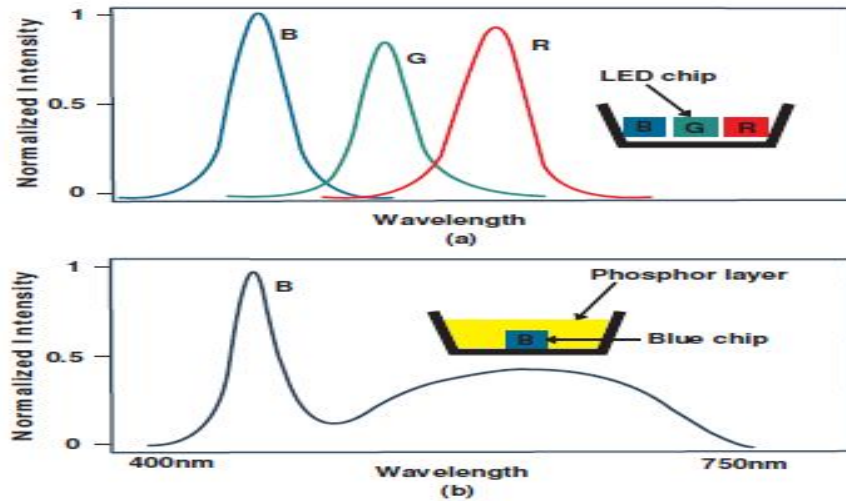 1
B
G
R
Normalized Intensity
0.5
0
LED chip
B G R
Wavelength
(a)
1
B
Normalized Intensity
0.5
0
Phosphor layer
B
Blue chip
400nm
750nm
Wavelength
(b)